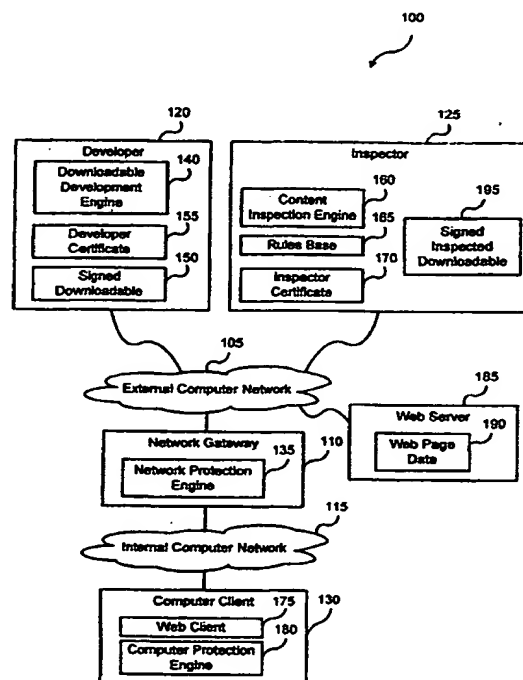 100
120
Developer
140
Downloadable
Development
Engine
155
Developer
Certificate
150
Signed
Downloadable
125
Inspector
160
Content
Inspection Engine
165
Rules Base
170
Inspector
Certificate
195
Signed
Inspected
Downloadable
105
External Computer Network
185
Web Server
190
Web Page
Data
Network Gateway
110
135
Network Protection
Engine
115
Internal Computer Network
Computer Client
175
130
Web Client
180
Computer Protection
Engine